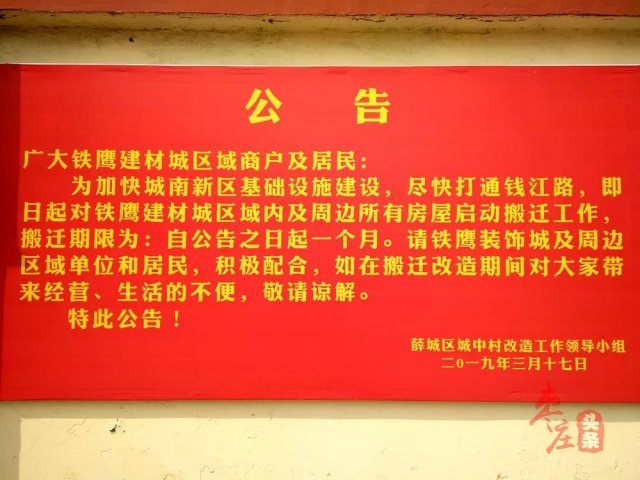 公 告
广大铁鹰建材城区域商户及居民：
为加快城南新区基础设施建设，尽快打通钱江路，即
日起对铁鹰建材城区域内及周边所有房屋启动搬迁工作，
搬迁期限为：自公告之日起一个月。请铁鹰装饰城及周边
区域单位和居民，积极配合，如在搬迁改造期间对大家带
来经营、生活的不便，敬请谅解。
特此公告！
薛城区城中村改造工作领导小组
二0一九年三月十七日
枣庄
头条